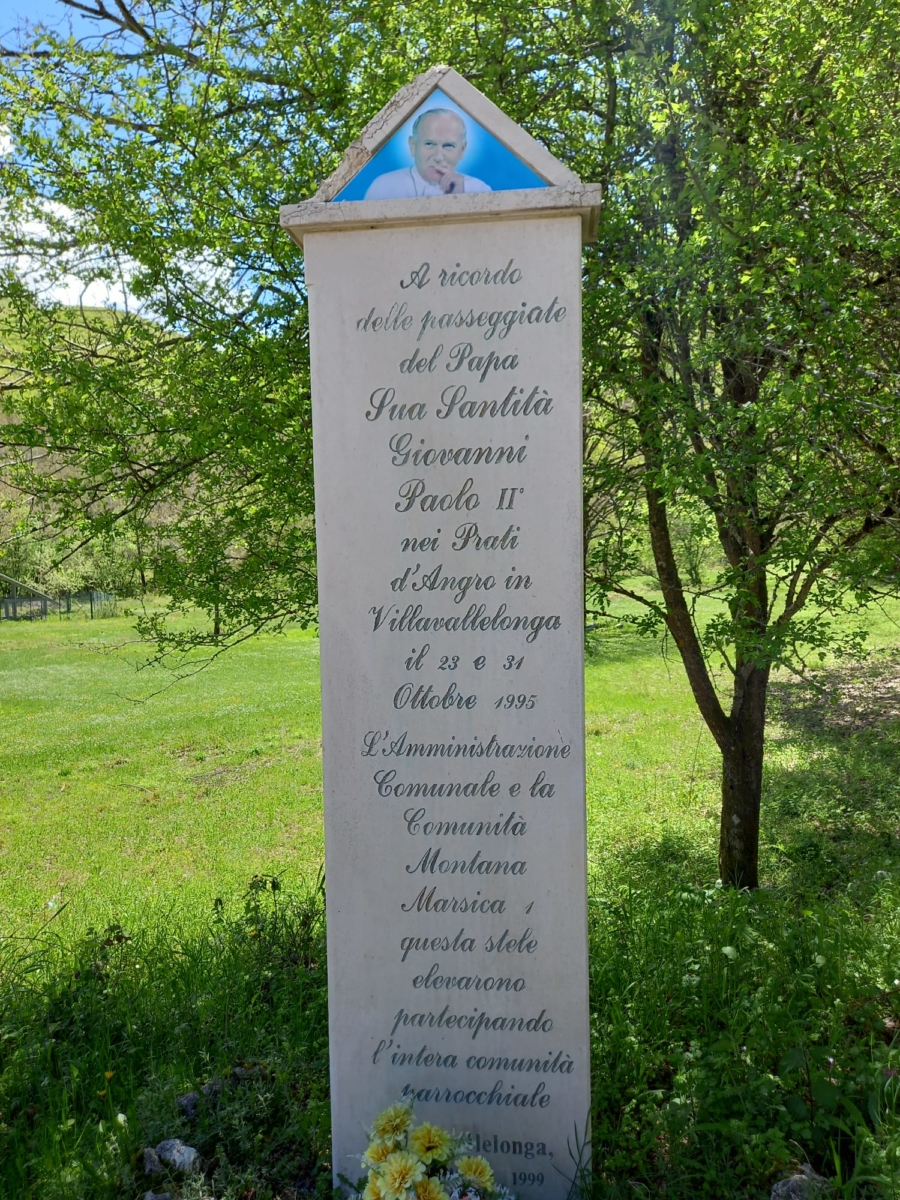 A ricordo
delle passeggiate
del Papa
Sua Santità
Giovanni
Paolo II°
nei Prati
d'Angro in
Villavallelonga
il 23 e 31
Ottobre 1995
L'Amministrazione
Comunale e la
Comunità
Montana
Marsica 1
questa stele
elevarono
partecipando
l'intera comunità
parrocchiale
1999